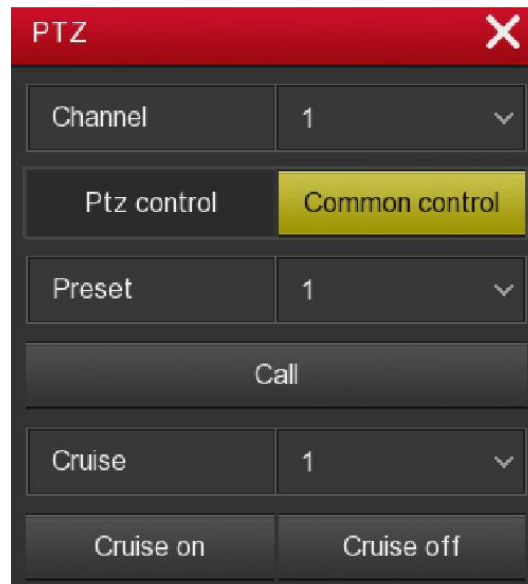 PTZ
Channel 1
Ptz control Common control
Preset 1
Call
Cruise 1
Cruise on Cruise off